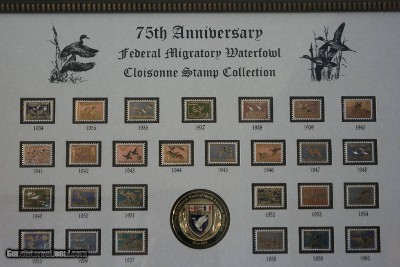 75th Anniversary
Federal Migratory Waterfowl
Cloisonne Stamp Collection
1934 1935 1936 1937 1938 1939 1940
1941 1942 1943 1944 1945 1946 1947 1948
1949 1950 1951 1952 1953 1954
1955 1956 1957 1958 1959 1960